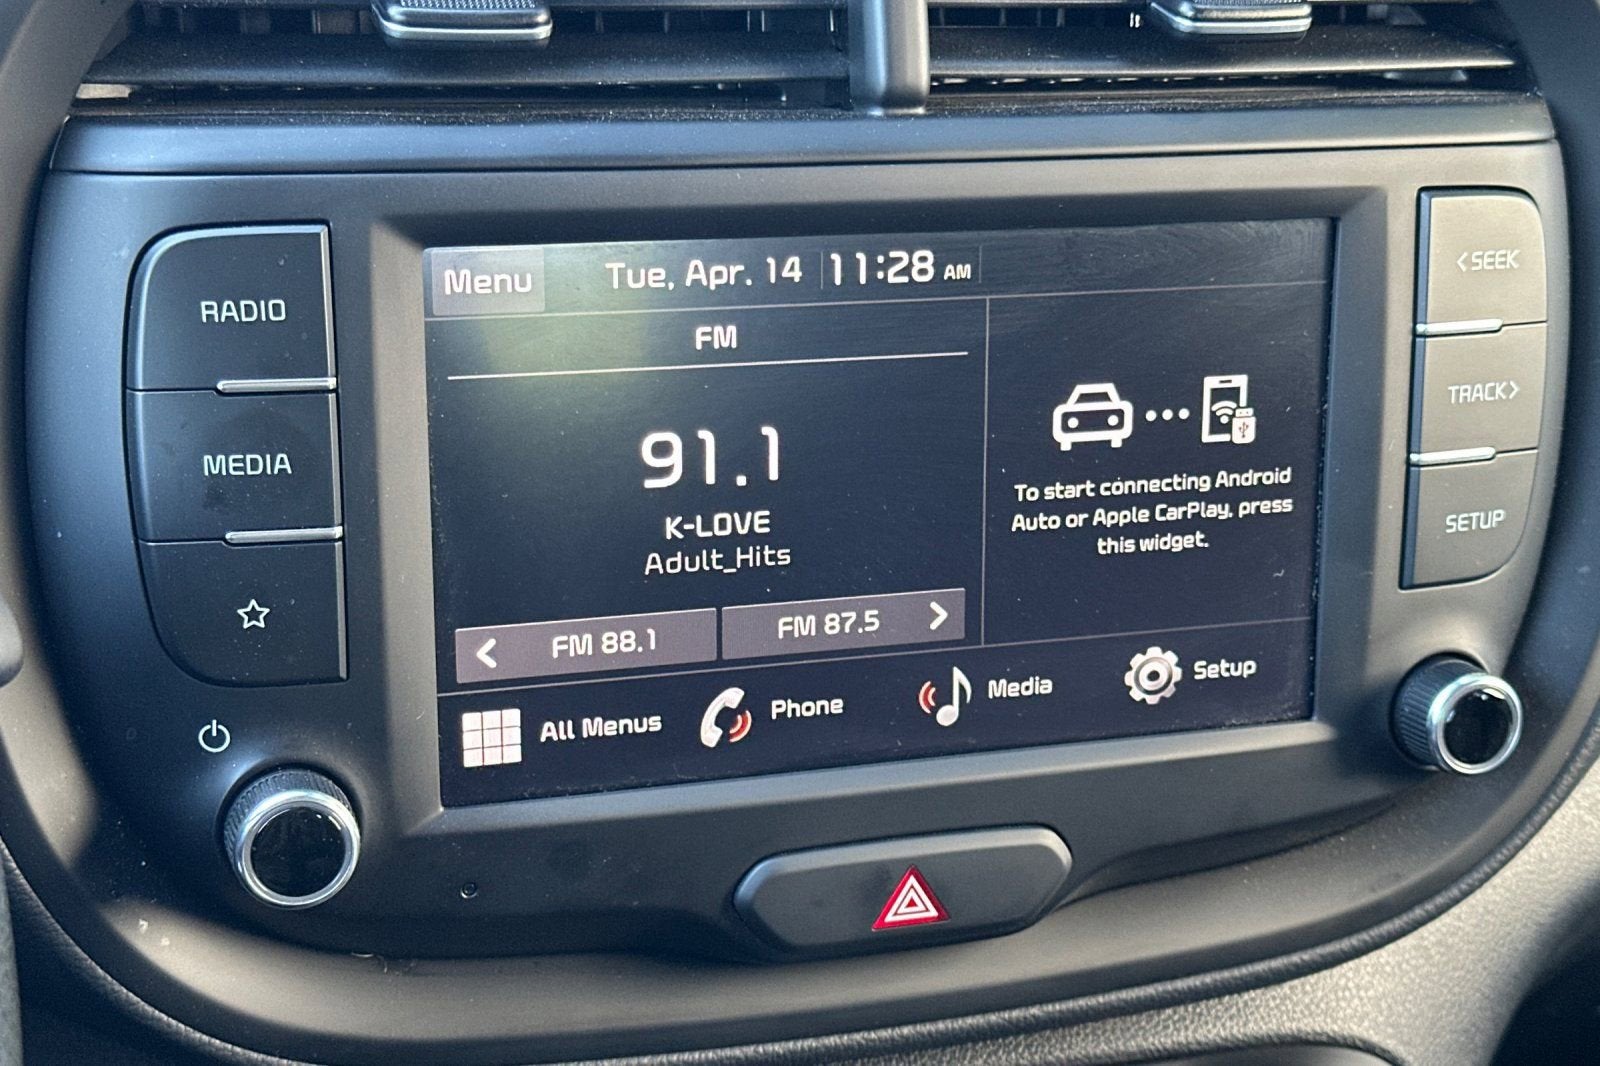 RADIO
MEDIA
Menu
Tue, Apr. 14
11:28 AM
FM
91.1
K-LOVE
Adult_Hits
< FM 88.1
FM 87.5 >
To start connecting Android
Auto or Apple CarPlay, press
this widget.
All Menus
Phone
Media
Setup
<SEEK
TRACK>
SETUP